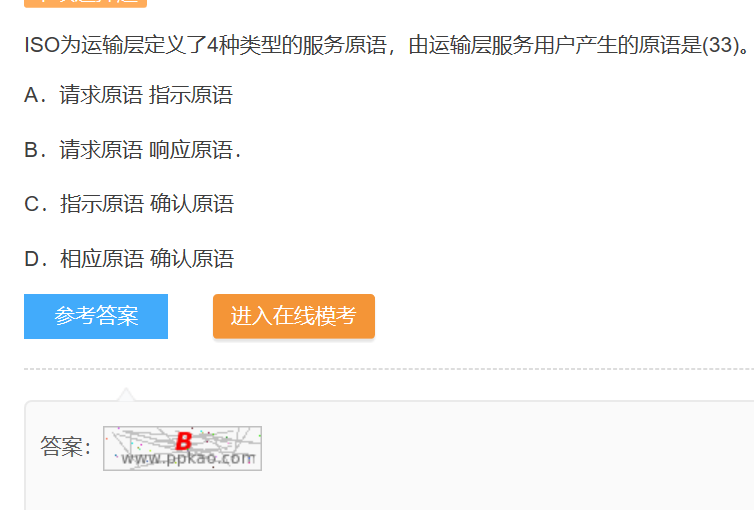 ISO为运输层定义了4种类型的服务原语，由运输层服务用户产生的原语是(33)。
A．请求原语 指示原语
B．请求原语 响应原语．
C．指示原语 确认原语
D．相应原语 确认原语
参考答案 进入在线模考
答案： B
www.ppkao.com